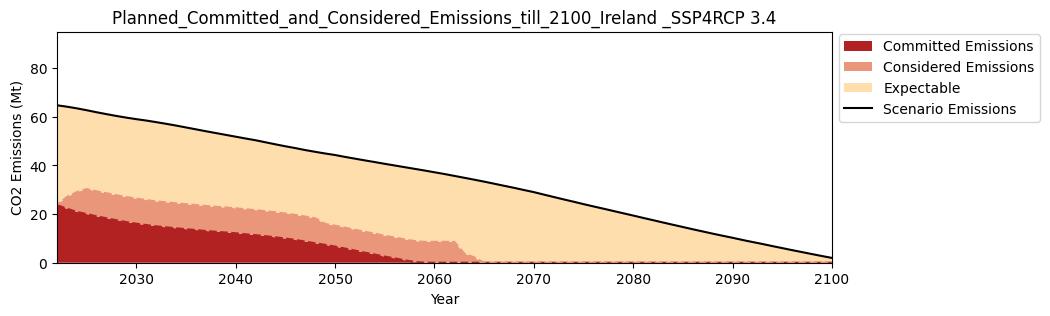 Planned_Committed_and_Considered_Emissions_till_2100_Ireland _SSP4RCP 3.4
CO2 Emissions (Mt)
80
60
40
20
0
2030 2040 2050 2060 2070 2080 2090 2100
Year
Committed Emissions
Considered Emissions
Expectable
Scenario Emissions